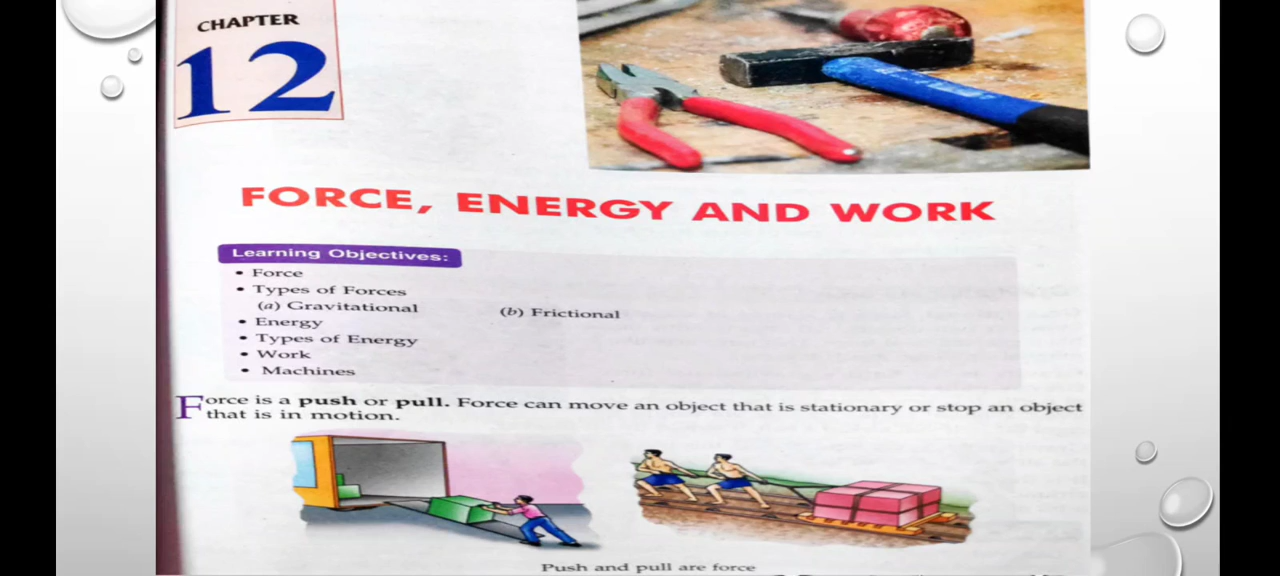 CHAPTER
12
FORCE, ENERGY AND WORK
Learning Objectives:
• Force
• Types of Forces
(a) Gravitational (b) Frictional
• Energy
• Types of Energy
• Work
• Machines
Force is a push or pull. Force can move an object that is stationary or stop an object
that is in motion.
Push and pull are force